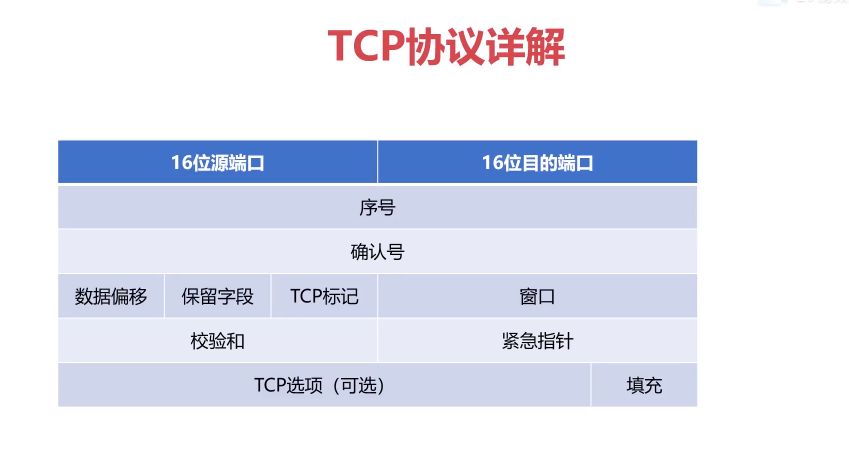 TCP协议详解
16位源端口 16位目的端口
序号
确认号
数据偏移 保留字段 TCP标记 窗口
校验和 紧急指针
TCP选项（可选） 填充